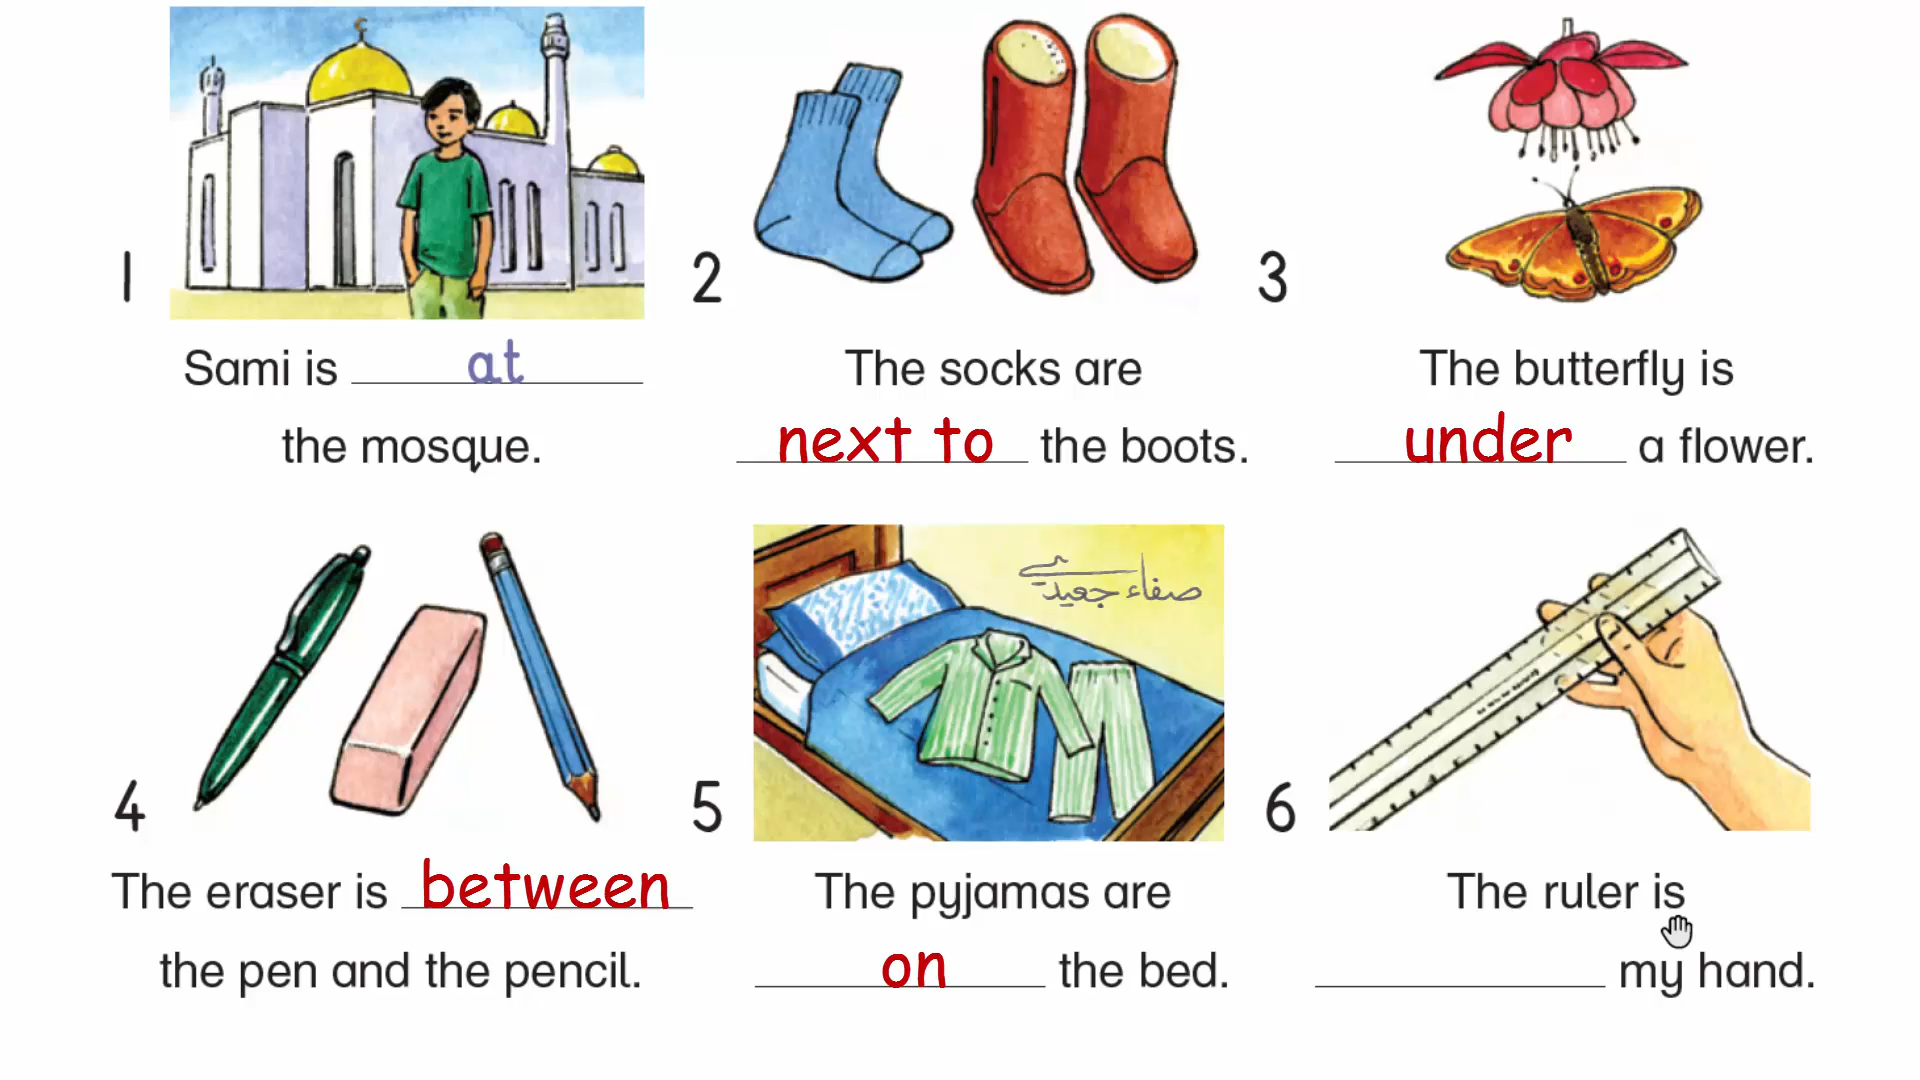 1
Sami is at
the mosque.
2
The socks are
next to the boots.
3
The butterfly is
under a flower.
4
The eraser is between
the pen and the pencil.
5
صفاء جعيدي
The pyjamas are
on the bed.
6
The ruler is
my hand.